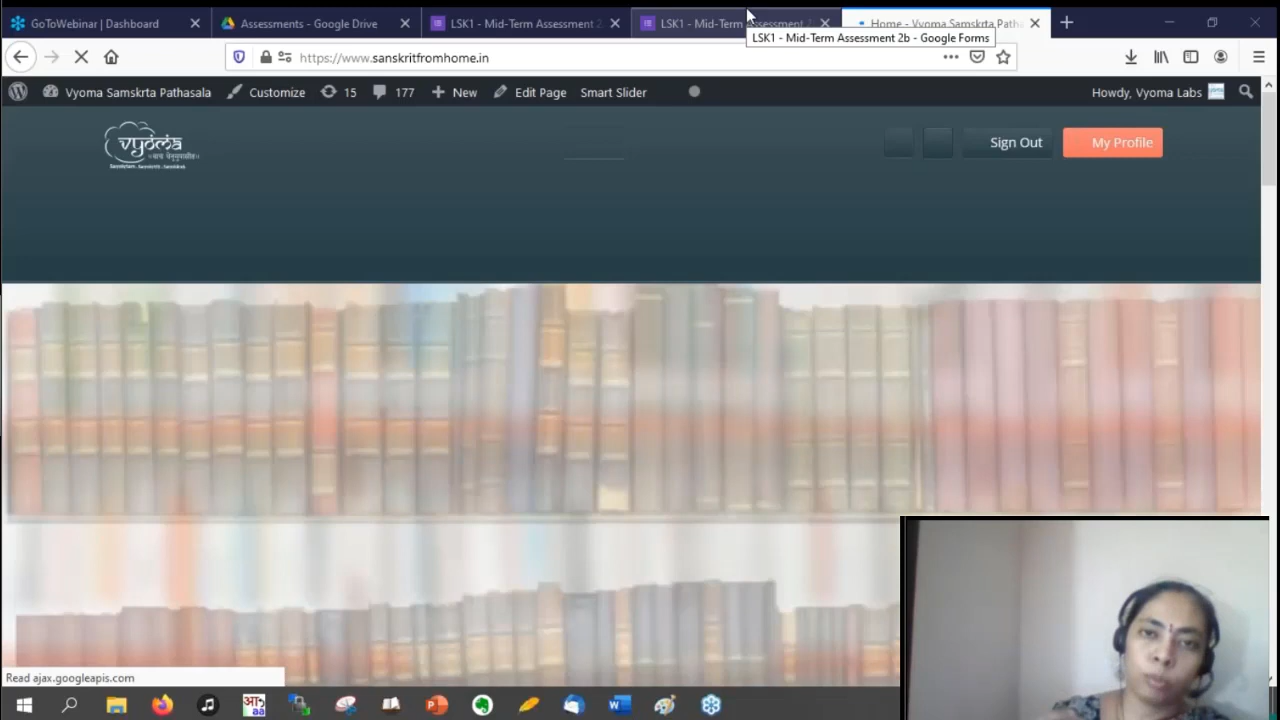 GoToWebinar | Dashboard
Assessments - Google Drive
LSK1 - Mid-Term Assessment 2
LSK1 - Mid-Term Assessment
Home - Vyoma Samskrta Path
LSK1 - Mid-Term Assessment 2b - Google Forms
https://www.sanskritfromhome.in
Vyoma Samskrta Pathasala
Customize
15
177
New
Edit Page
Smart Slider
Howdy, Vyoma Labs
vyoma
Sign Out
My Profile
Read ajax.googleapis.com